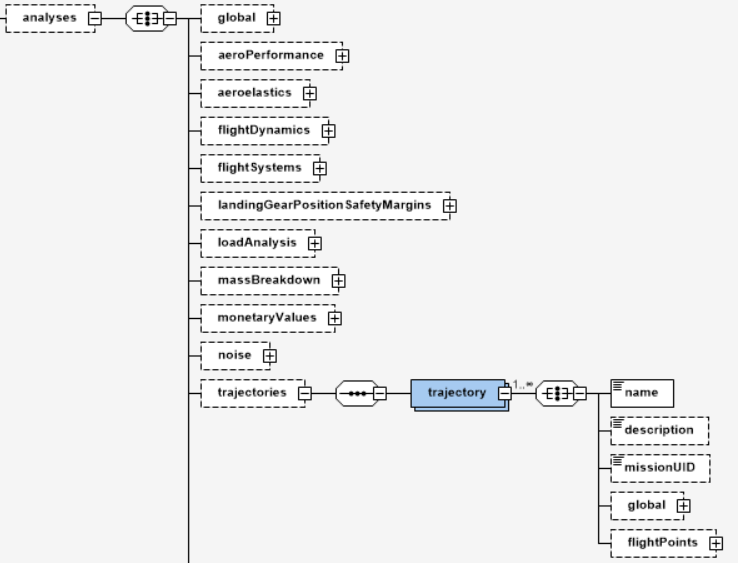 analyses
global
aeroPerformance
aeroelastics
flightDynamics
flightSystems
landingGearPositionSafetyMargins
loadAnalysis
massBreakdown
monetaryValues
noise
trajectories
trajectory
1..∞
name
description
missionUID
global
flightPoints